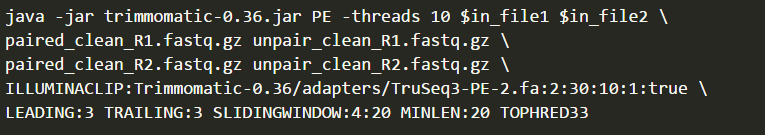 java -jar trimmomatic-0.36.jar PE -threads 10 $in_file1 $in_file2 \
paired_clean_R1.fastq.gz unpair_clean_R1.fastq.gz \
paired_clean_R2.fastq.gz unpair_clean_R2.fastq.gz \
ILLUMINACLIP:Trimmomatic-0.36/adapters/TruSeq3-PE-2.fa:2:30:10:1:true \
LEADING:3 TRAILING:3 SLIDINGWINDOW:4:20 MINLEN:20 TOPHRED33